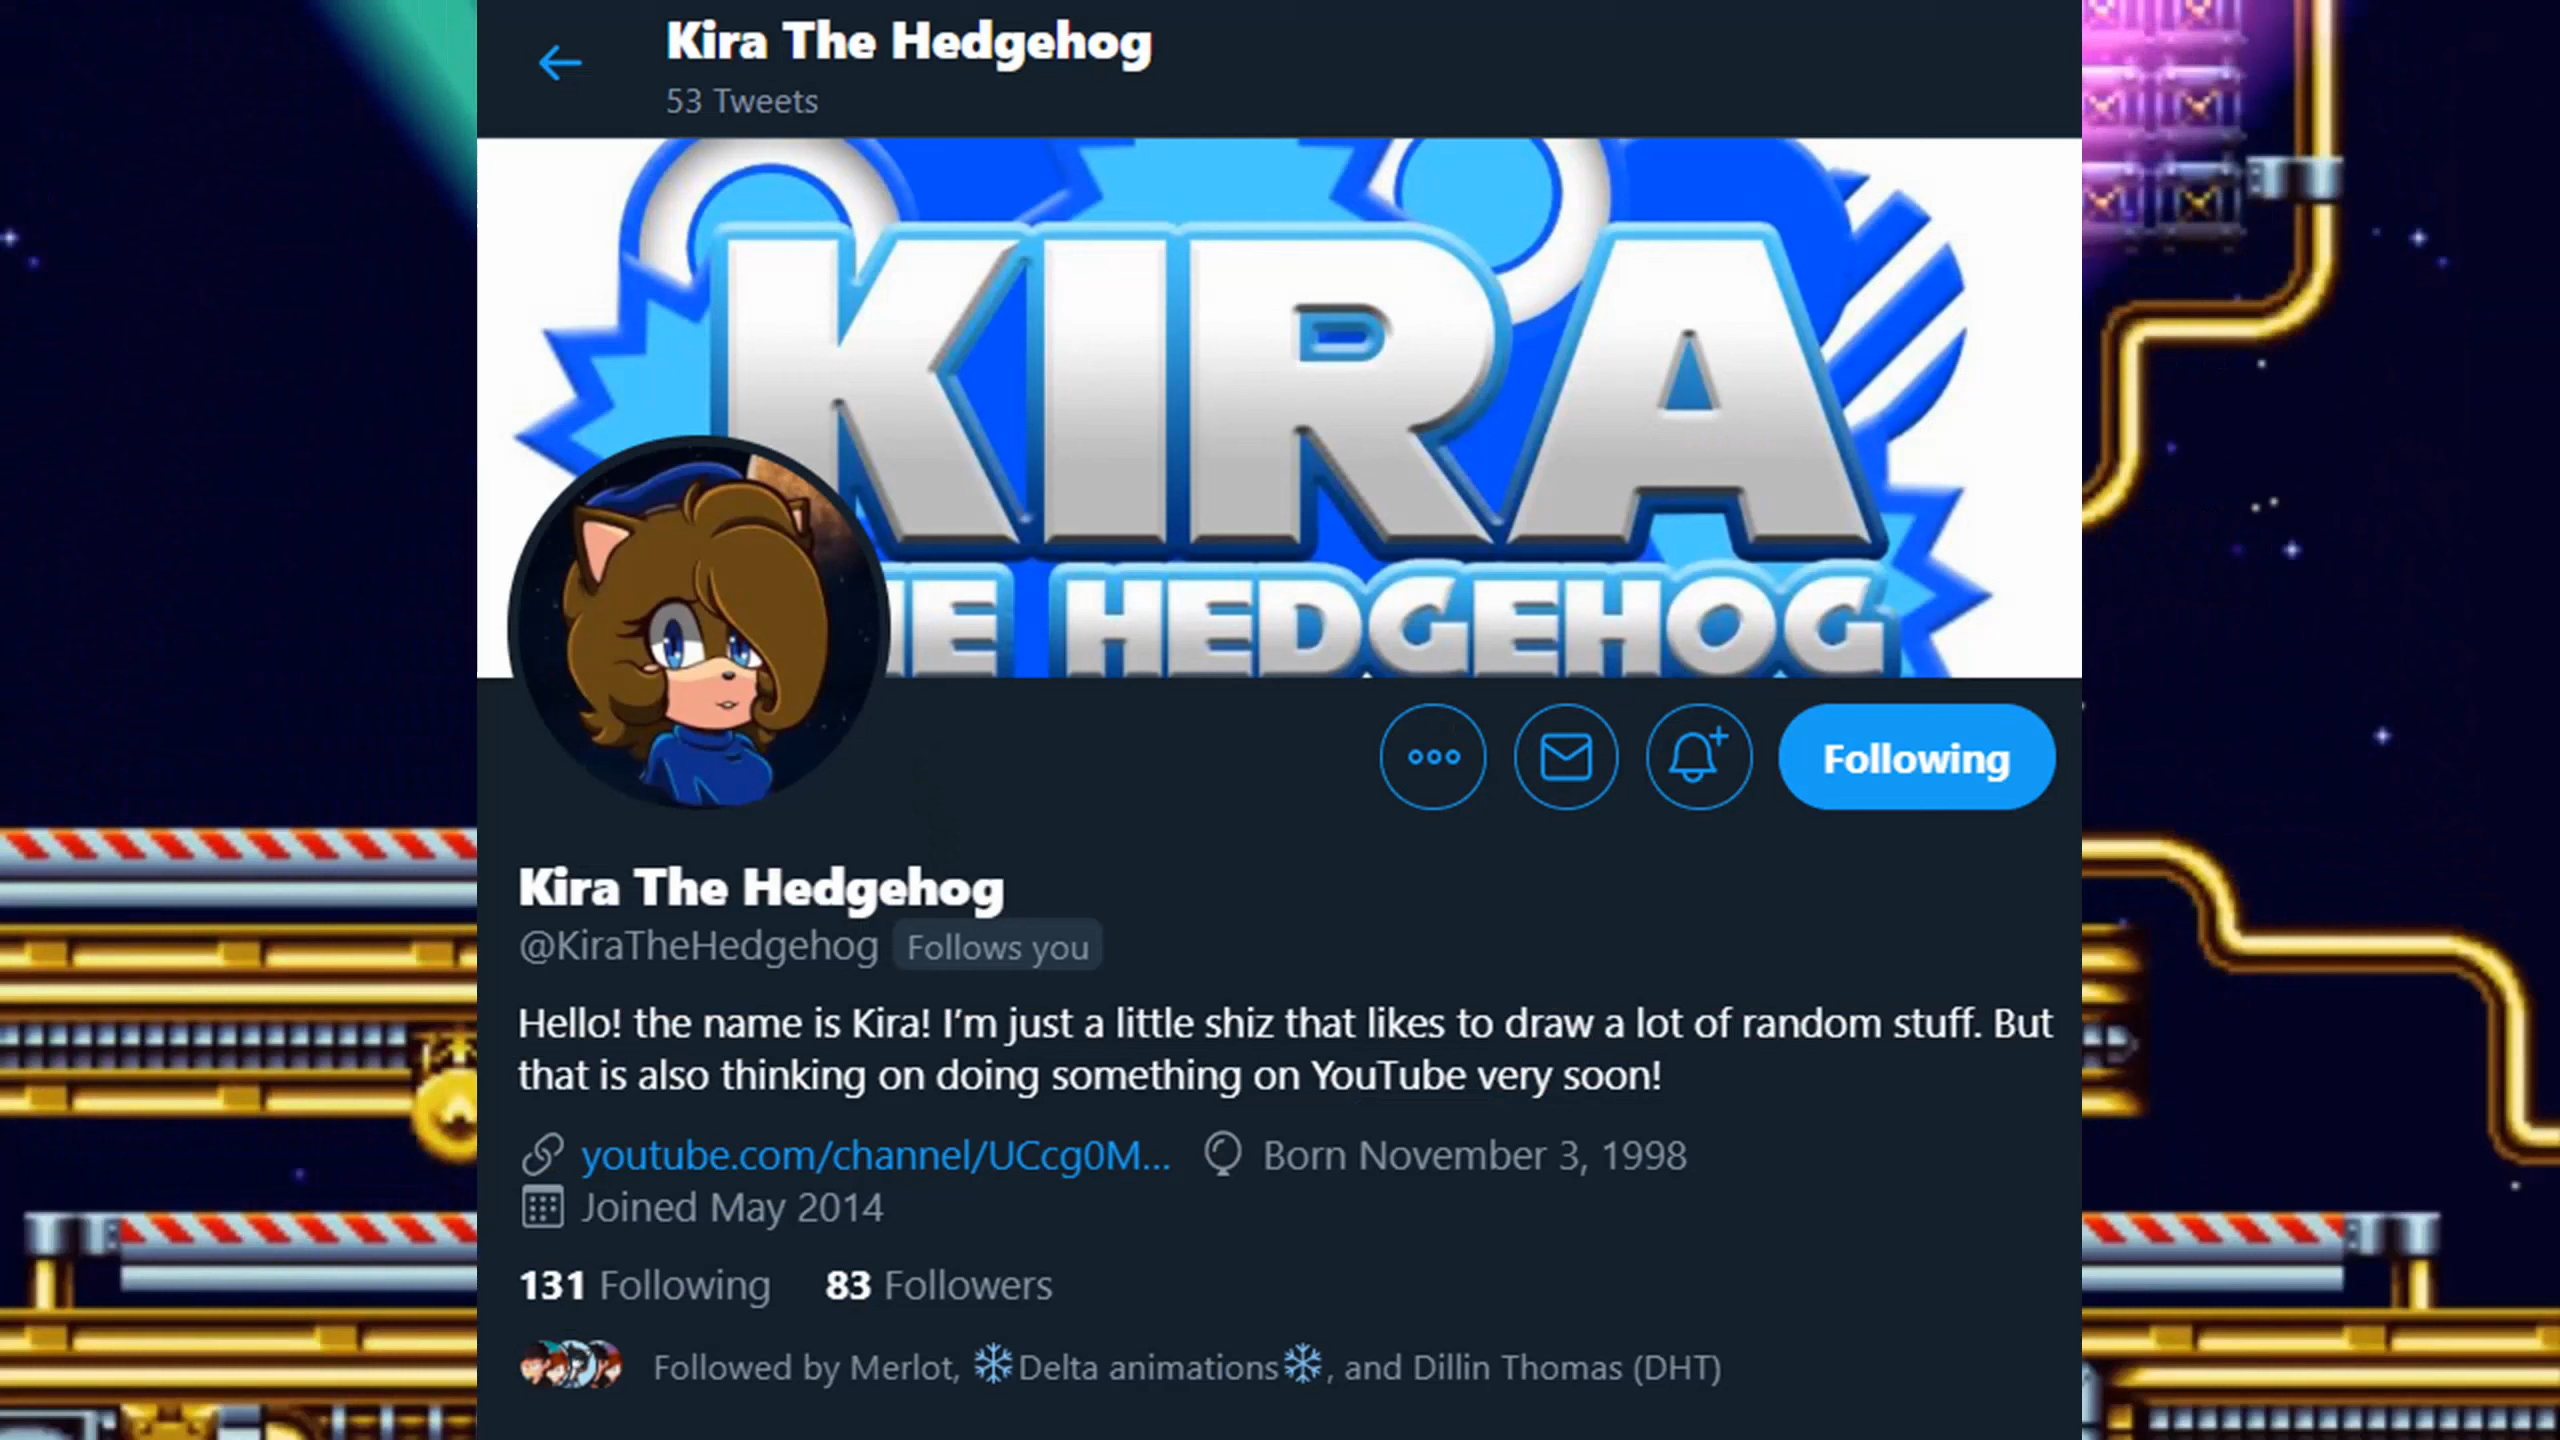 Kira The Hedgehog
53 Tweets
KIRA
HE HEDGEHOG
Following
Kira The Hedgehog
@KiraTheHedgehog Follows you
Hello! the name is Kira! I'm just a little shiz that likes to draw a lot of random stuff. But
that is also thinking on doing something on YouTube very soon!
youtube.com/channel/UCcg0M... Born November 3, 1998
Joined May 2014
131 Following 83 Followers
Followed by Merlot, ❄Delta animations❄, and Dillin Thomas (DHT)